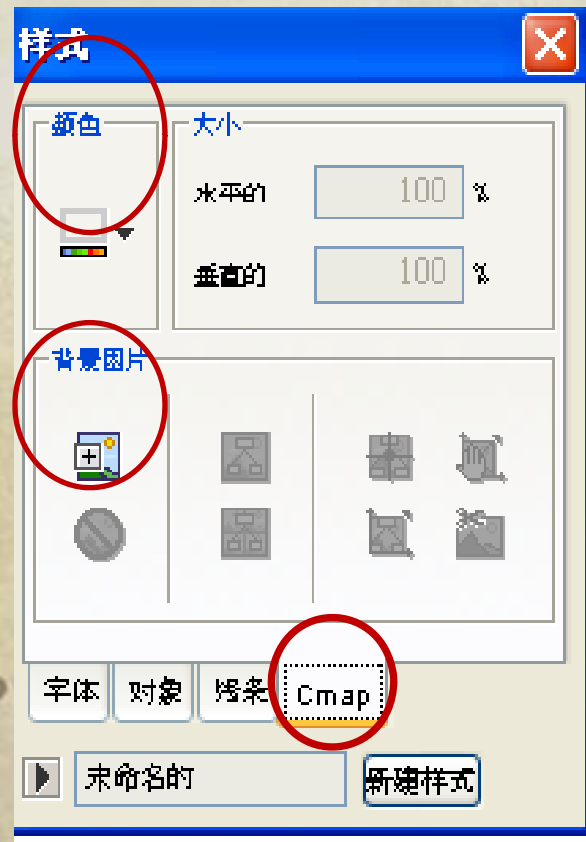 样式
颜色
大小
水平的 100 %
垂直的 100 %
背景图片
字体 对象 线条 Cmap
未命名的 新建样式